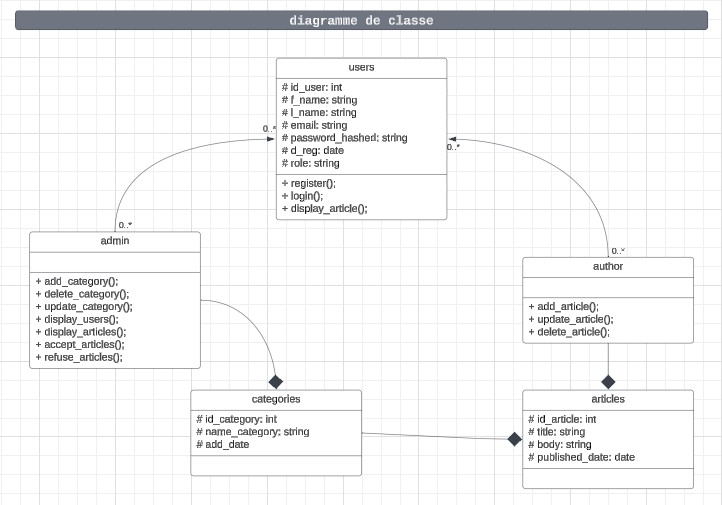 diagramme de classe
users
# id_user: int
# f_name: string
# l_name: string
# email: string
# password_hashed: string
# d_reg: date
# role: string
+ register();
+ login();
+ display_article();
0..*
0..*
0..*
0..*
admin
+ add_category();
+ delete_category();
+ update_category();
+ display_users();
+ display_articles();
+ accept_articles();
+ refuse_articles();
author
+ add_article();
+ update_article();
+ delete_article();
categories
# id_category: int
# name_category: string
# add_date
articles
# id_article: int
# title: string
# body: string
# published_date: date